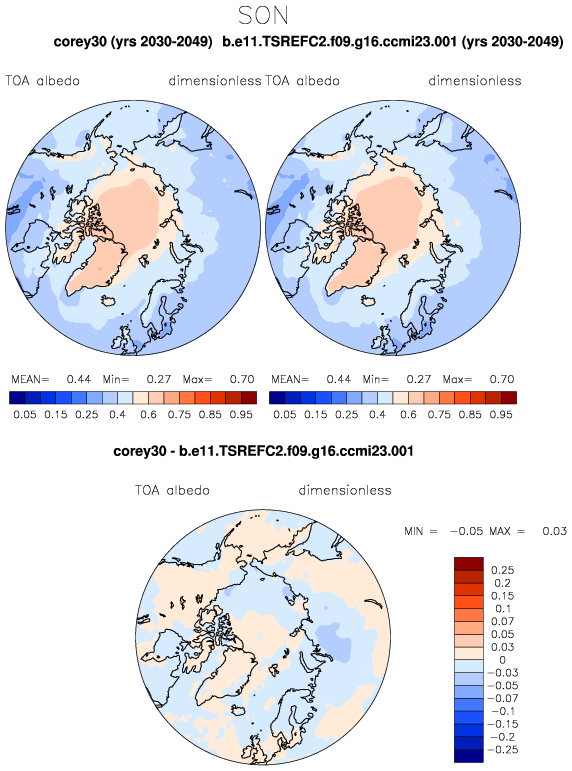 SON
corey30 (yrs 2030-2049) b.e11.TSREFC2.f09.g16.ccmi23.001 (yrs 2030-2049)
TOA albedo dimensionless TOA albedo dimensionless
MEAN= 0.44 Min= 0.27 Max= 0.70 MEAN= 0.44 Min= 0.27 Max= 0.70
0.05 0.15 0.25 0.4 0.6 0.75 0.85 0.95 0.05 0.15 0.25 0.4 0.6 0.75 0.85 0.95
corey30 - b.e11.TSREFC2.f09.g16.ccmi23.001
TOA albedo dimensionless
MIN = -0.05 MAX = 0.03
0.25
0.2
0.15
0.1
0.07
0.05
0.03
0
-0.03
-0.05
-0.07
-0.1
-0.15
-0.2
-0.25